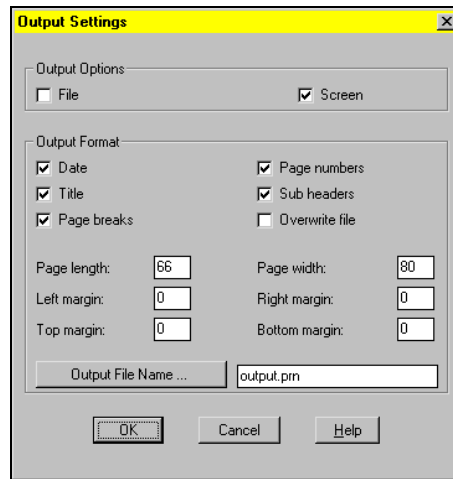 Output Settings
Output Options
File Screen
Output Format
Date Page numbers
Title Sub headers
Page breaks Overwrite file
Page length: 66 Page width: 80
Left margin: 0 Right margin: 0
Top margin: 0 Bottom margin: 0
Output File Name ... output.prn
OK Cancel Help